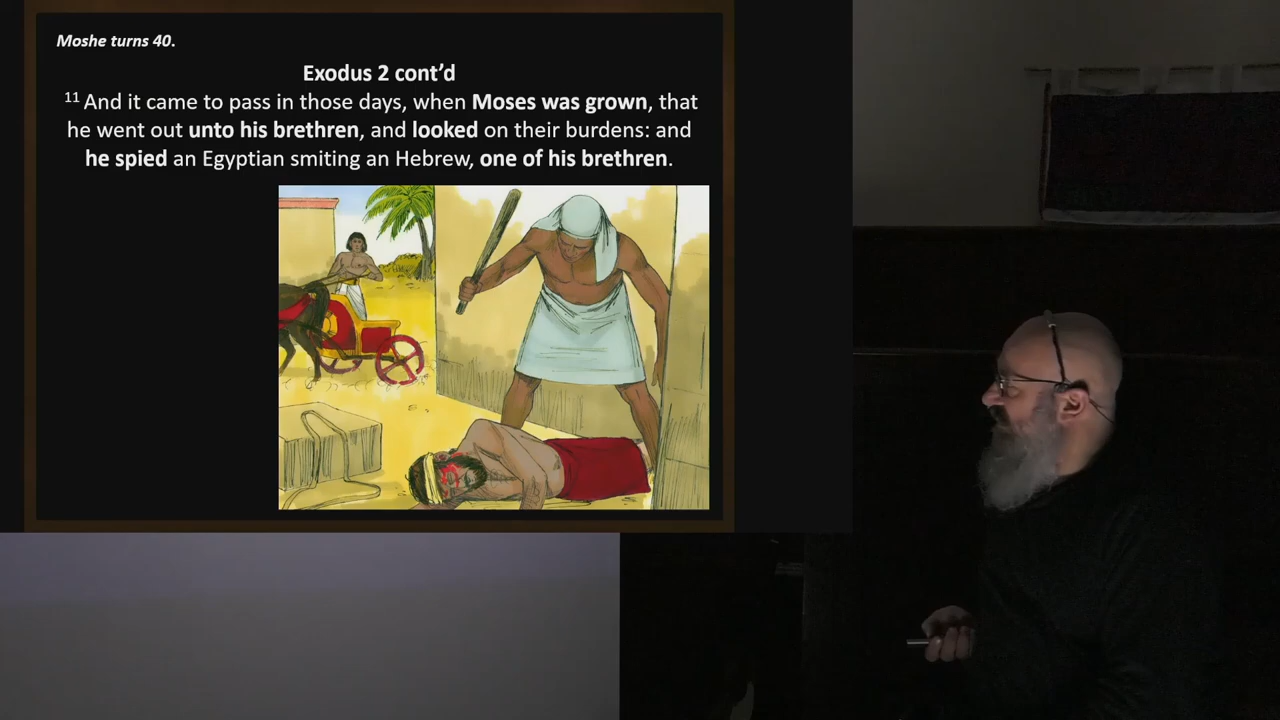 Moshe turns 40.
Exodus 2 cont’d
11 And it came to pass in those days, when Moses was grown, that
he went out unto his brethren, and looked on their burdens: and
he spied an Egyptian smiting an Hebrew, one of his brethren.